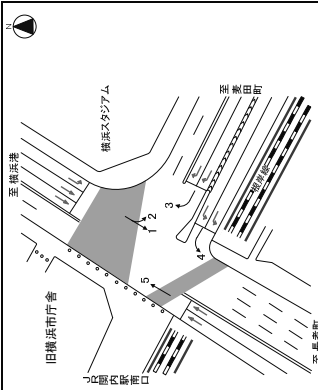 N
横浜スタジアム
至 横浜港
至 麦田町
根岸線
旧横浜市庁舎
JR関内駅南口
至長者町
1
2
3
4
5